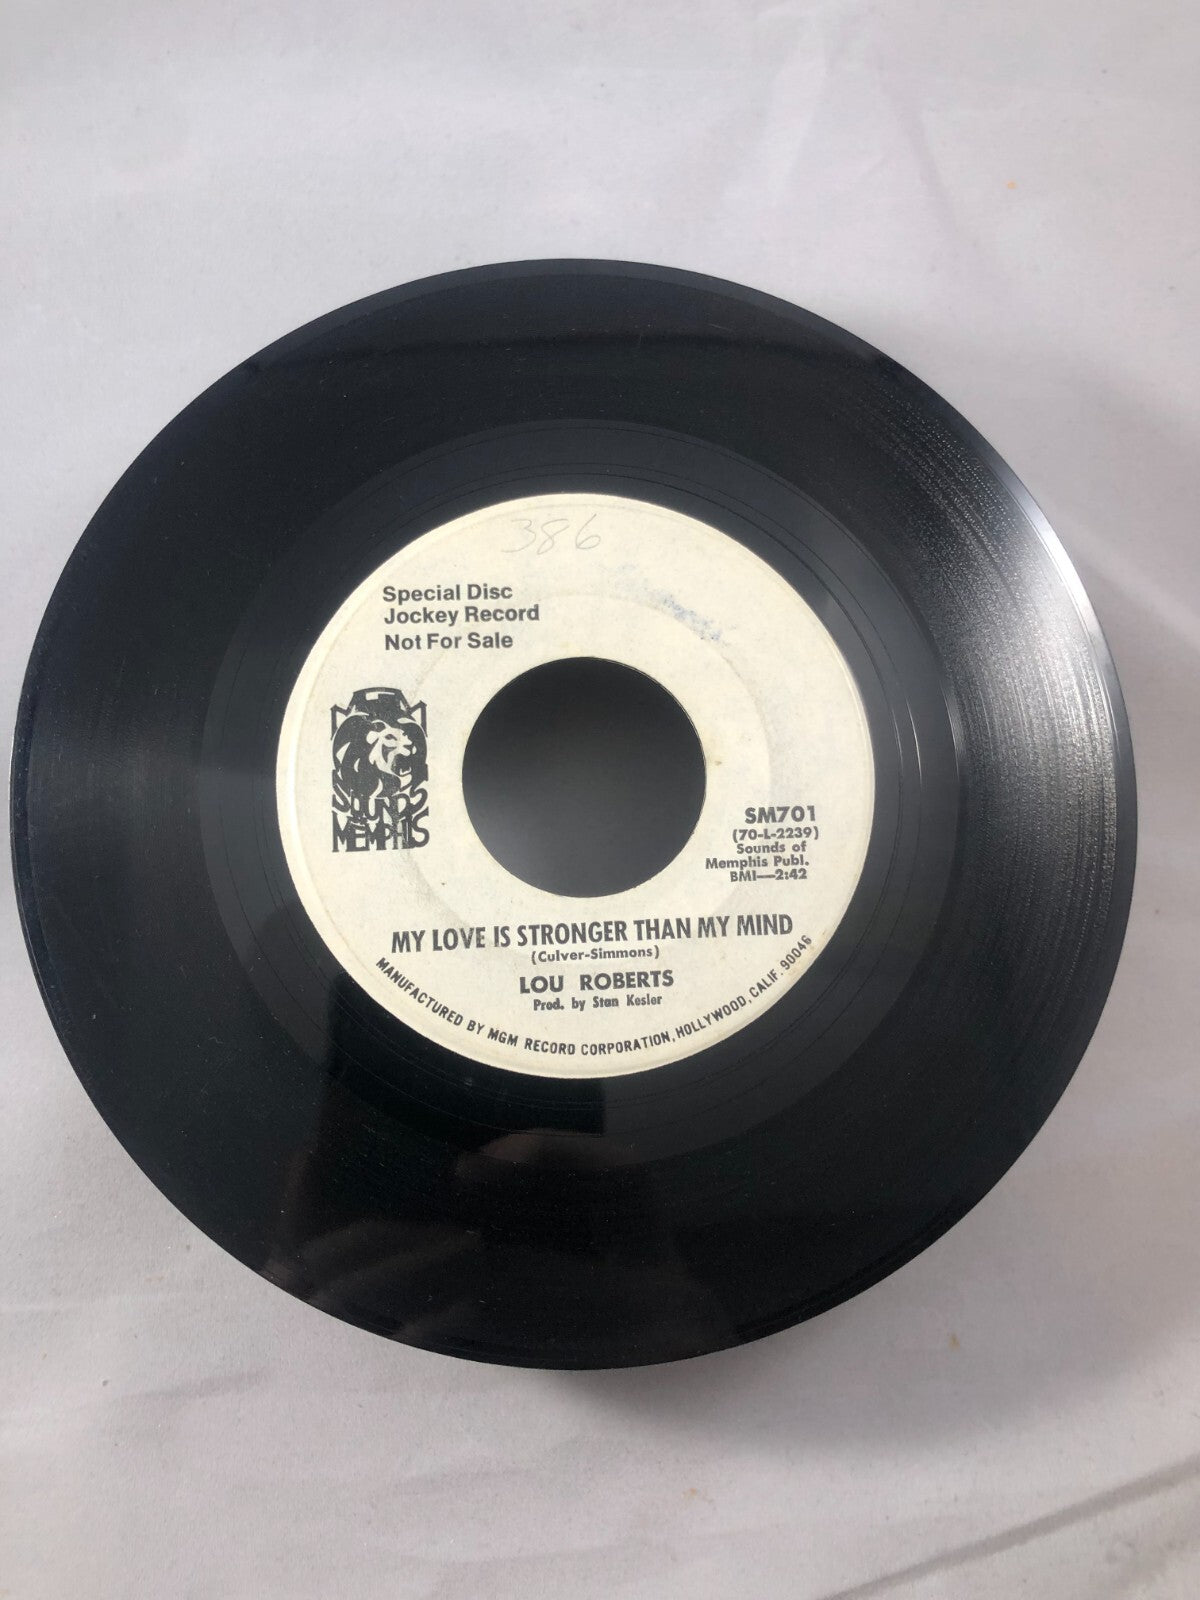 386
Special Disc
Jockey Record
Not For Sale
MGM
SOUNDS
OF
MEMPHIS
SM701
(70-L-2239)
Sounds of
Memphis Publ.
BMI—2:42
MY LOVE IS STRONGER THAN MY MIND
(Culver-Simmons)
LOU ROBERTS
Prod. by Stan Kesler
MANUFACTURED BY MGM RECORD CORPORATION, HOLLYWOOD, CALIF. 90046